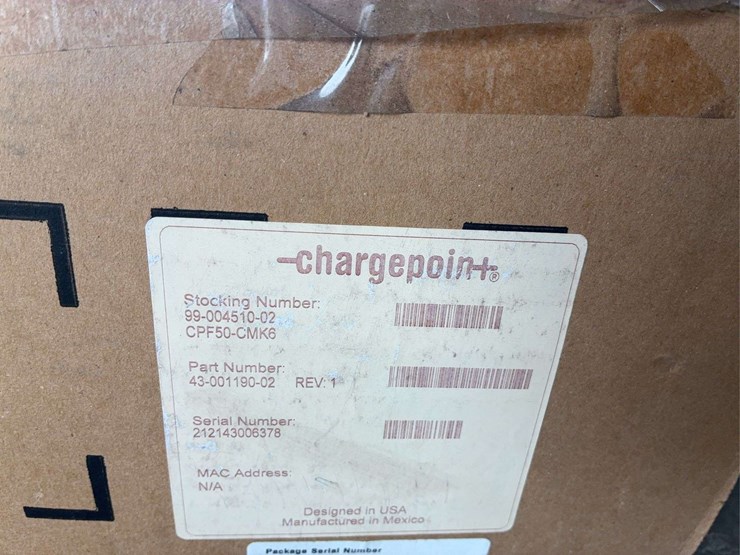 chargepoint®
Stocking Number:
99-004510-02
CPF50-CMK6
Part Number:
43-001190-02 REV: 1
Serial Number:
212143006378
MAC Address:
N/A
Designed in USA
Manufactured in Mexico
Package Serial Number